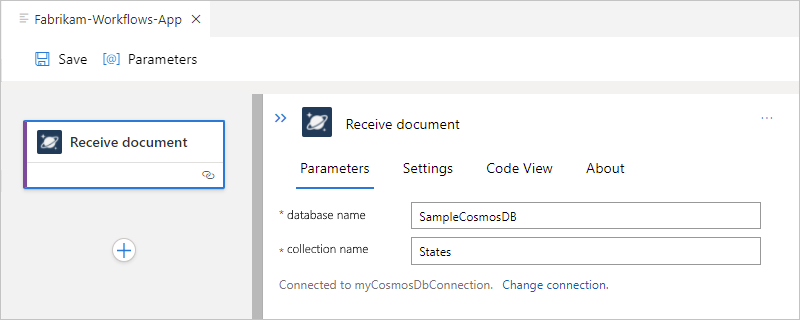 Fabrikam-Workflows-App
Save [@] Parameters
Receive document
Receive document
Parameters Settings Code View About
* database name SampleCosmosDB
* collection name States
Connected to myCosmosDbConnection. Change connection.